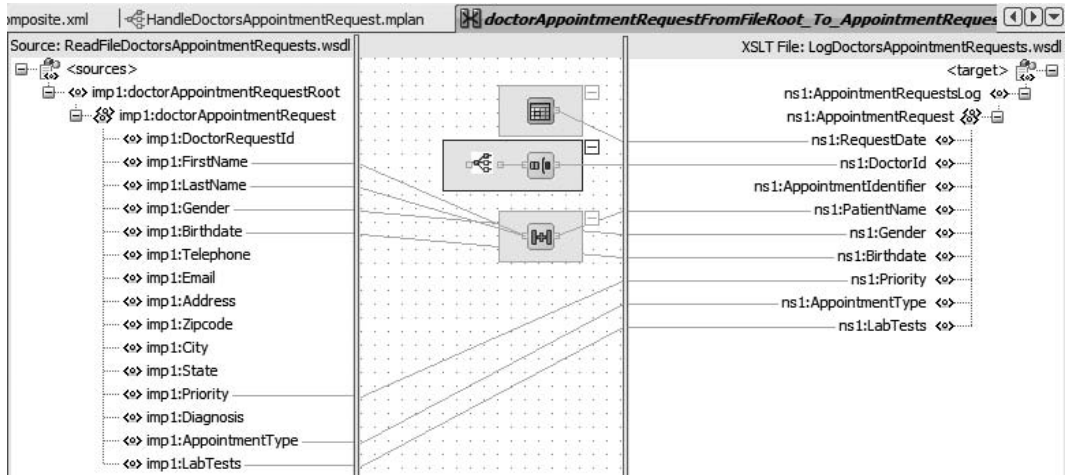 omposite.xml
HandleDoctorsAppointmentRequest.mplan
doctorAppointmentRequestFromFileRoot_To_AppointmentReques
Source: ReadFileDoctorsAppointmentRequests.wsdl
XSLT File: LogDoctorsAppointmentRequests.wsdl
<sources>
imp1:doctorAppointmentRequestRoot
imp1:doctorAppointmentRequest
imp1:DoctorRequestId
imp1:FirstName
imp1:LastName
imp1:Gender
imp1:Birthdate
imp1:Telephone
imp1:Email
imp1:Address
imp1:Zipcode
imp1:City
imp1:State
imp1:Priority
imp1:Diagnosis
imp1:AppointmentType
imp1:LabTests
<target>
ns1:AppointmentRequestsLog
ns1:AppointmentRequest
ns1:RequestDate
ns1:DoctorId
ns1:AppointmentIdentifier
ns1:PatientName
ns1:Gender
ns1:Birthdate
ns1:Priority
ns1:AppointmentType
ns1:LabTests